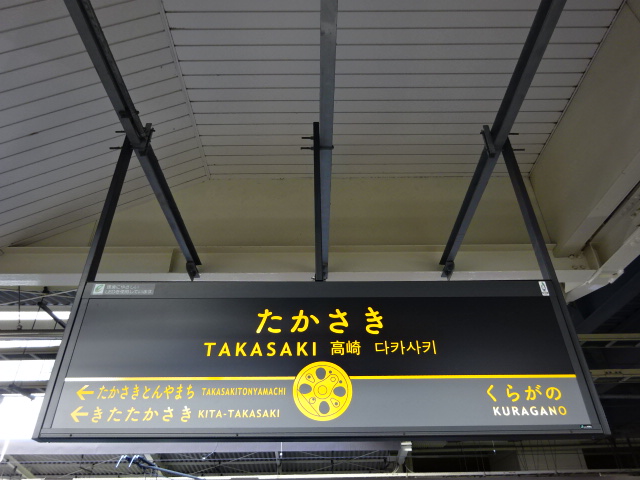 たかさき
TAKASAKI 高崎 다카사키
←たかさきとんやまち TAKASAKITONYAMACHI
←きたたかさき KITA-TAKASAKI
くらがの
KURAGANO